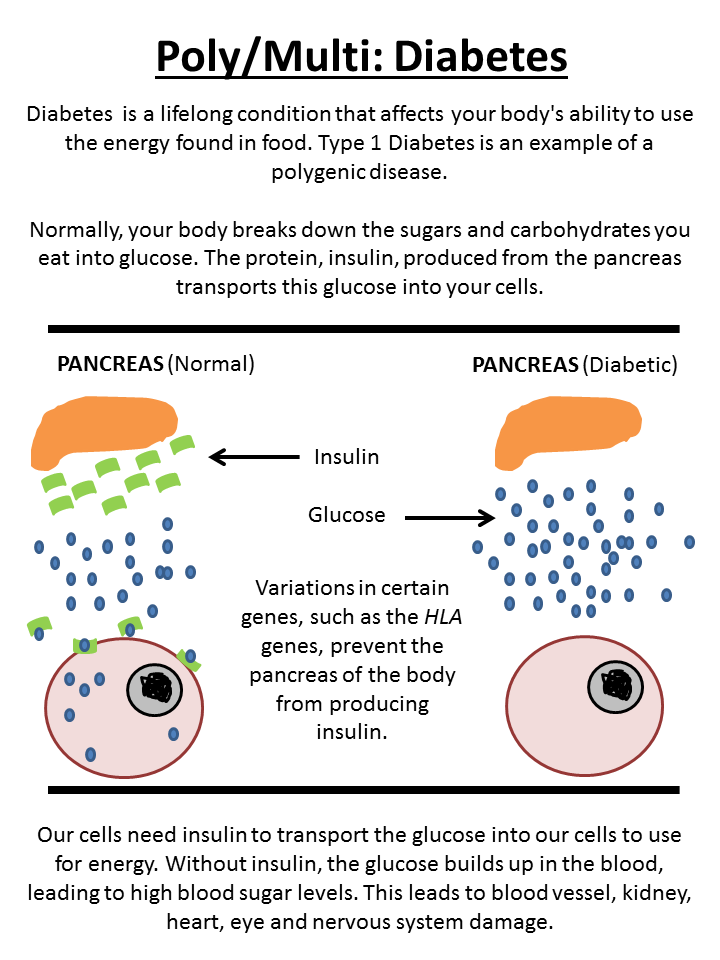 Poly/Multi: Diabetes
Diabetes is a lifelong condition that affects your body's ability to use
the energy found in food. Type 1 Diabetes is an example of a
polygenic disease.
Normally, your body breaks down the sugars and carbohydrates you
eat into glucose. The protein, insulin, produced from the pancreas
transports this glucose into your cells.
PANCREAS (Normal)
PANCREAS (Diabetic)
Insulin
Glucose
Variations in certain
genes, such as the HLA
genes, prevent the
pancreas of the body
from producing
insulin.
Our cells need insulin to transport the glucose into our cells to use
for energy. Without insulin, the glucose builds up in the blood,
leading to high blood sugar levels. This leads to blood vessel, kidney,
heart, eye and nervous system damage.